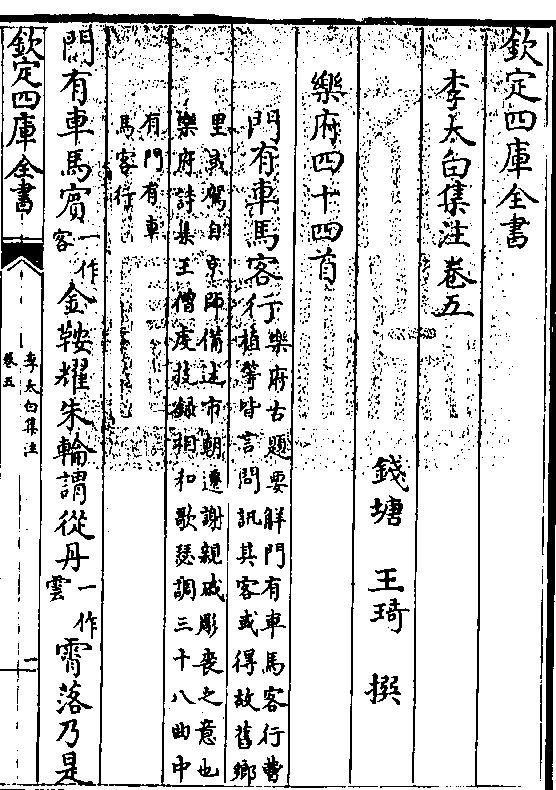 欽定四庫全書
李太白集注卷五
錢塘 王琦 撰
樂府四十四首
門有車馬客行
樂府古題要解門有車馬客行曹
植等皆言問訊其客或得故舊鄉
里或駕自京師備述市朝遷謝親戚彫喪之意也
樂府詩集王僧虔技録相和歌瑟調三十八曲中
有門有車
馬客行
門有車馬賓一作客金鞍耀朱輪謂從丹一作雲霄落乃是
欽定四庫全書
李太白集注
卷五
一